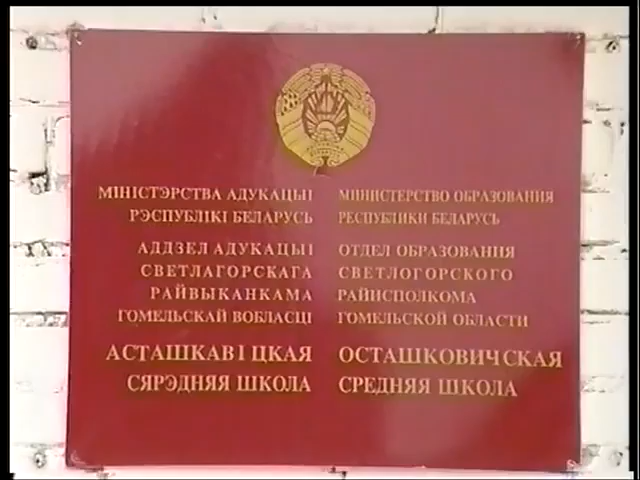 МІНІСТЭРСТВА АДУКАЦЫІ
РЭСПУБЛІКІ БЕЛАРУСЬ
АДДЗЕЛ АДУКАЦЫІ
СВЕТЛАГОРСКАГА
РАЙВЫКАНКАМА
ГОМЕЛЬСКАЙ ВОБЛАСЦІ
АСТАШКАВІЦКАЯ
СЯРЭДНЯЯ ШКОЛА
МИНИСТЕРСТВО ОБРАЗОВАНИЯ
РЕСПУБЛИКИ БЕЛАРУСЬ
ОТДЕЛ ОБРАЗОВАНИЯ
СВЕТЛОГОРСКОГО
РАЙИСПОЛКОМА
ГОМЕЛЬСКОЙ ОБЛАСТИ
ОСТАШКОВИЧСКАЯ
СРЕДНЯЯ ШКОЛА